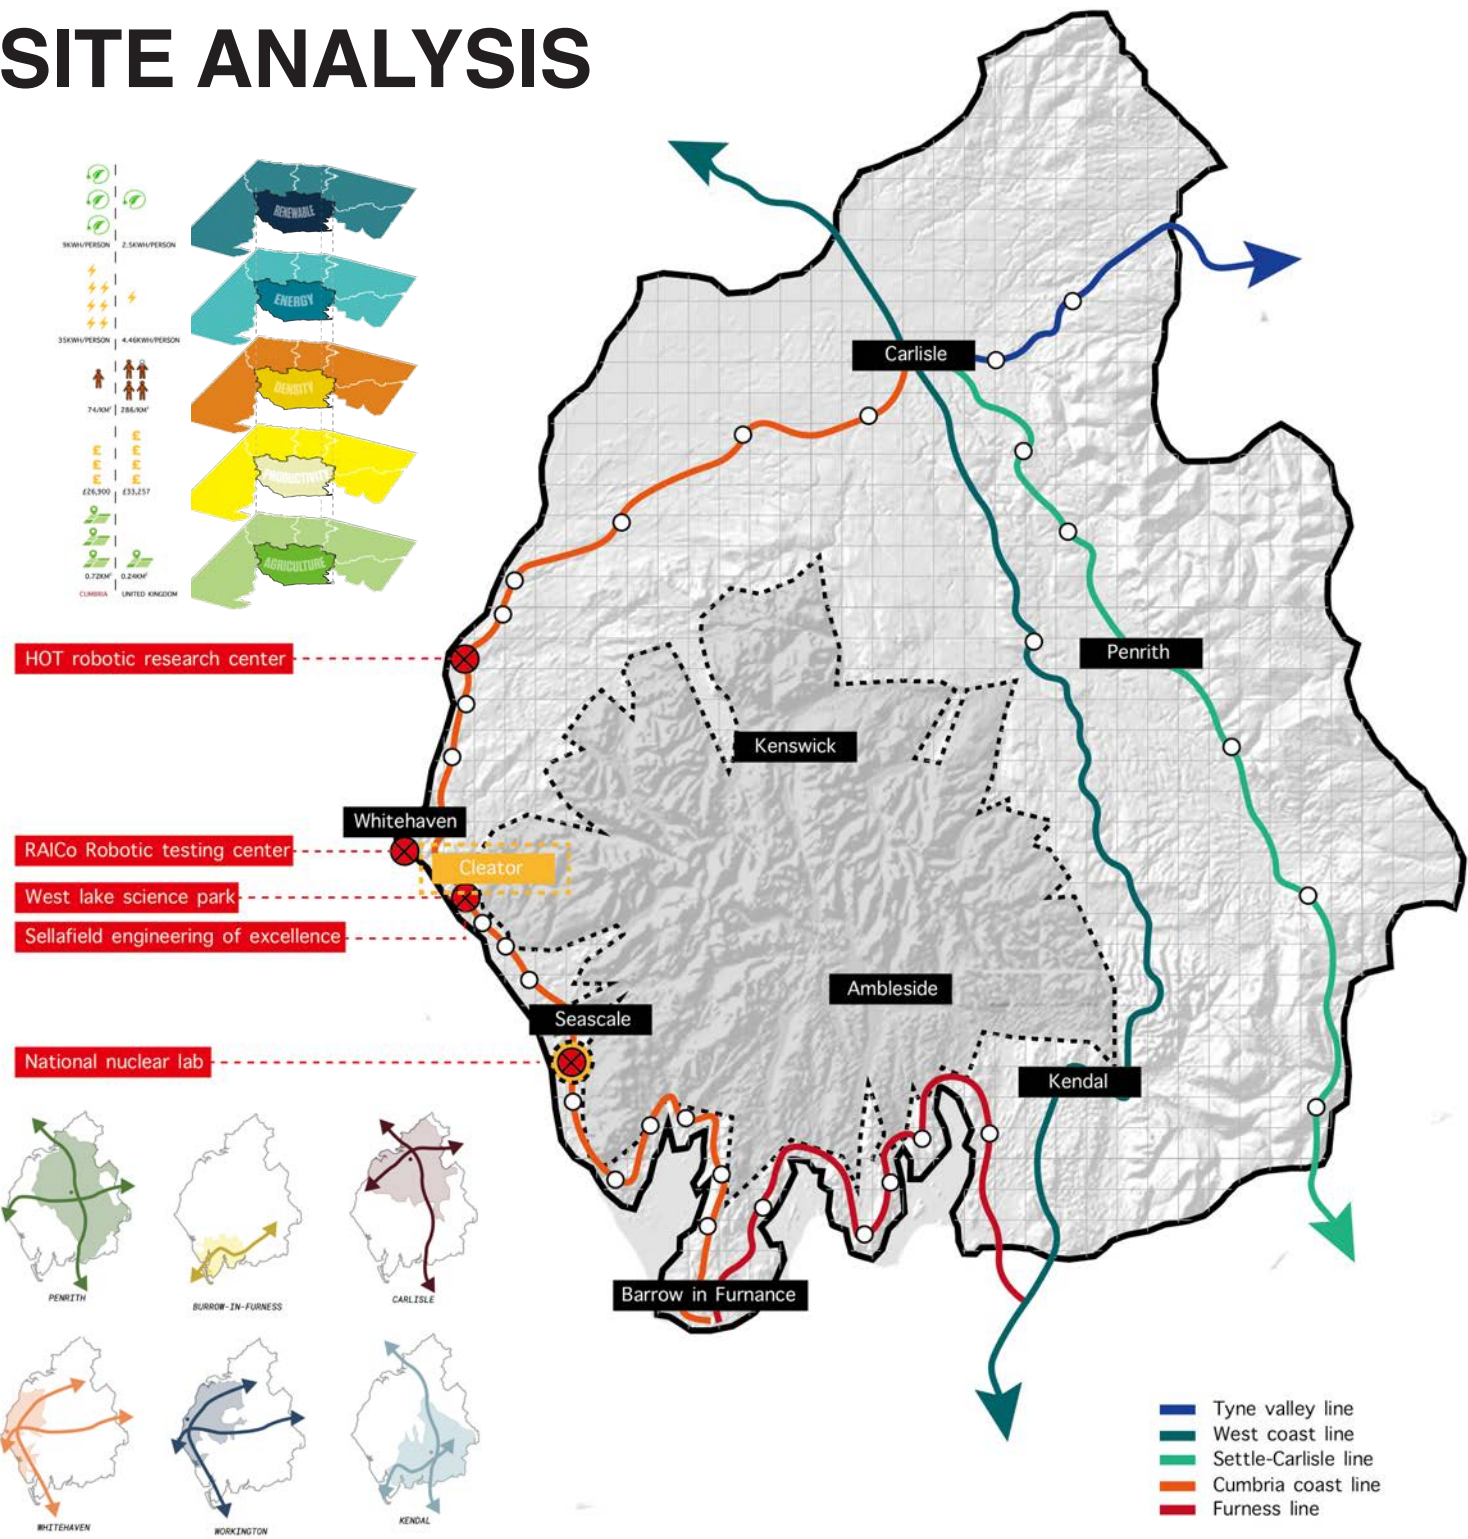 SITE ANALYSIS
RENEWABLE
9KWH/PERSON 2.5KWH/PERSON
ENERGY
35KWH/PERSON 4.46KWH/PERSON
DENSITY
74/KM² 286/KM²
PRODUCTIVITY
£ £
£ £
£ £
£26,900 £33,257
AGRICULTURE
0.72KM² 0.24KM²
CUMBRIA UNITED KINGDOM
Carlisle
HOT robotic research center
Penrith
Kenswick
Whitehaven
RAICo Robotic testing center
Cleator
West lake science park
Sellafield engineering of excellence
Ambleside
Seascale
National nuclear lab
Kendal
Barrow in Furnance
PENRITH
BURROW-IN-FURNESS
CARLISLE
WHITEHAVEN
WORKINGTON
KENDAL
Tyne valley line
West coast line
Settle-Carlisle line
Cumbria coast line
Furness line